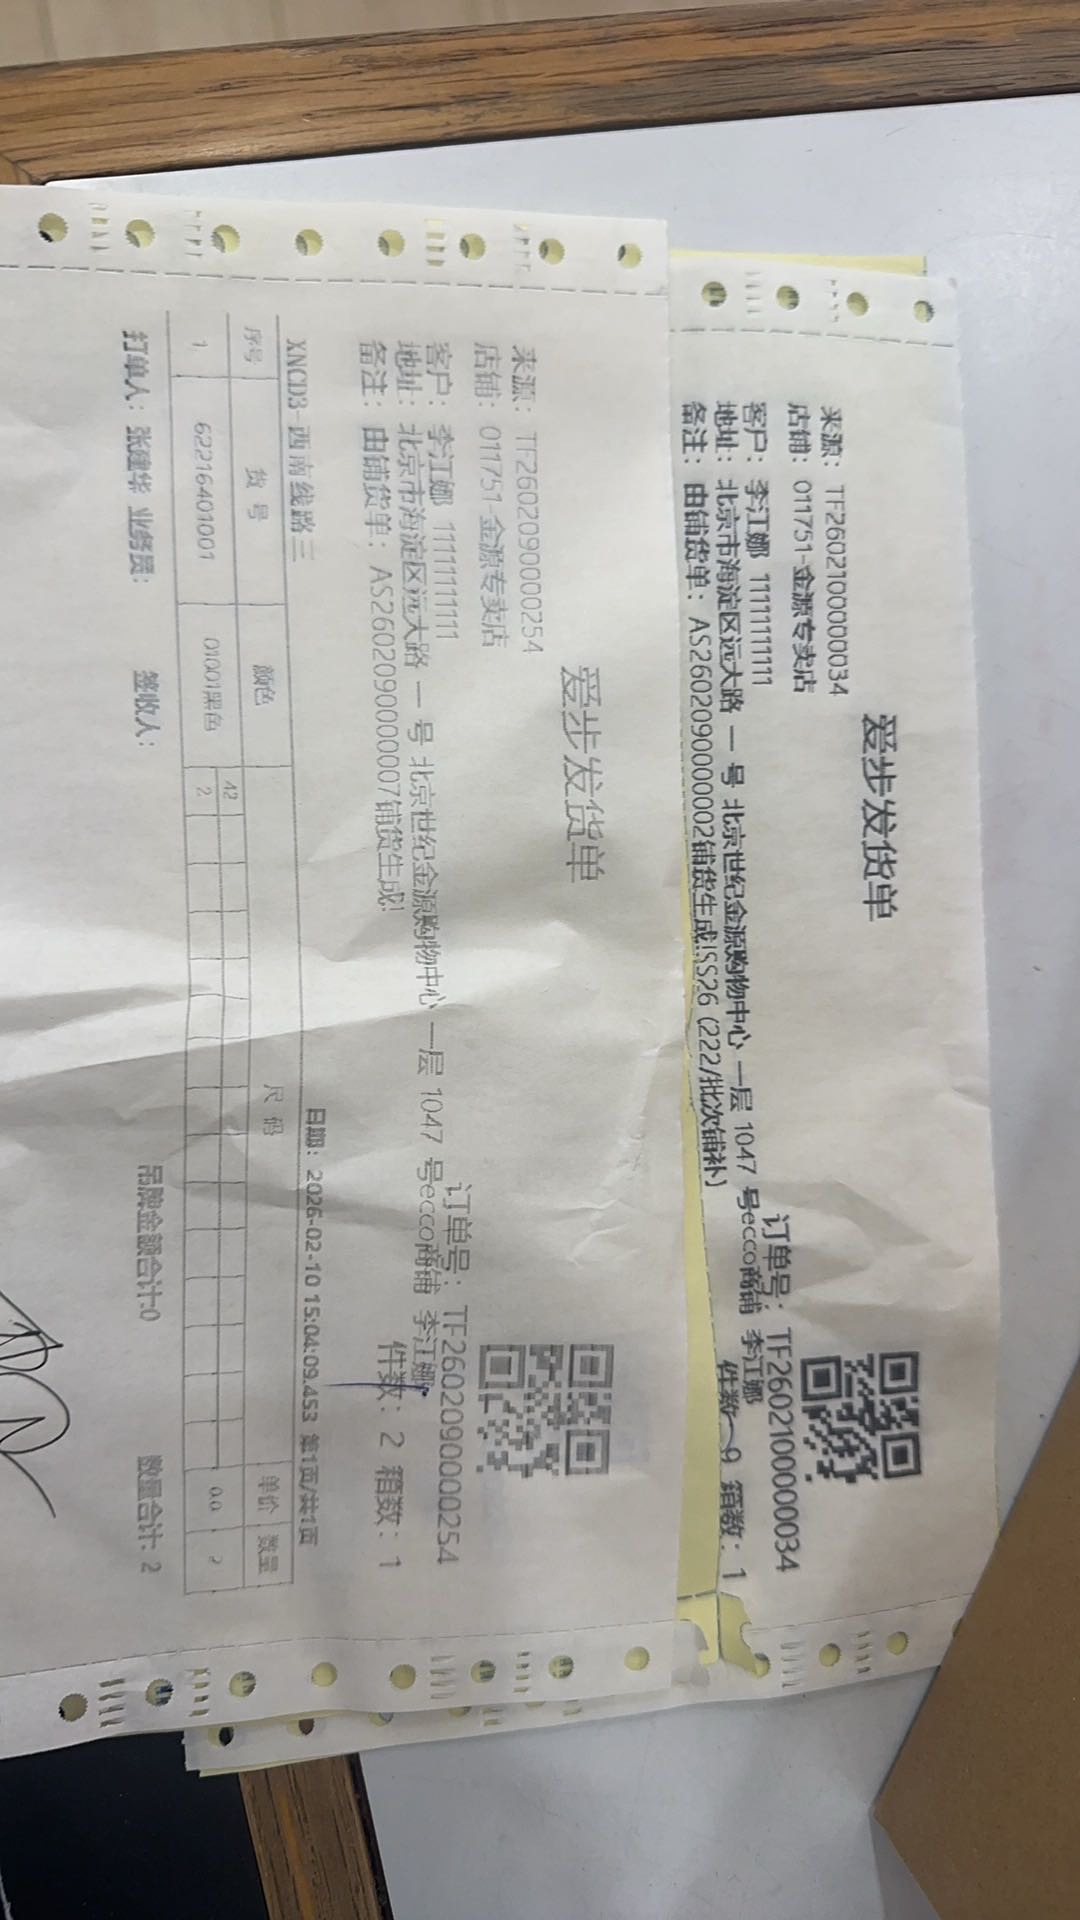 爱步发货单
来源: TF260210000034
订单号: TF260210000034
店铺: 011751-金源专卖店
客户: 李江娜 11111111111
地址: 北京市海淀区远大路 一 号 北京世纪金源购物中心 一层 1047 号ecco商铺 李江娜
备注: 由铺货单: AS260209000002铺货生成!SS26 (222/批次铺补)
件数: 9 箱数: 1
爱步发货单
来源: TF260209000254
订单号: TF260209000254
店铺: 011751-金源专卖店
客户: 李江娜 11111111111
地址: 北京市海淀区远大路 一 号 北京世纪金源购物中心 一层 1047 号ecco商铺 李江娜
备注: 由铺货单: AS260209000007铺货生成!
件数: 2 箱数: 1
XNCD3-西南线路三
日期: 2026-02-10 15:04:09.453 第1页/共1页
序号 货号 颜色 尺码 单价 数量
42
1 62216401001 01001黑色 2 0.0 2
打单人: 张建华 业务员: 签收人: 吊牌金额合计:0 数量合计: 2